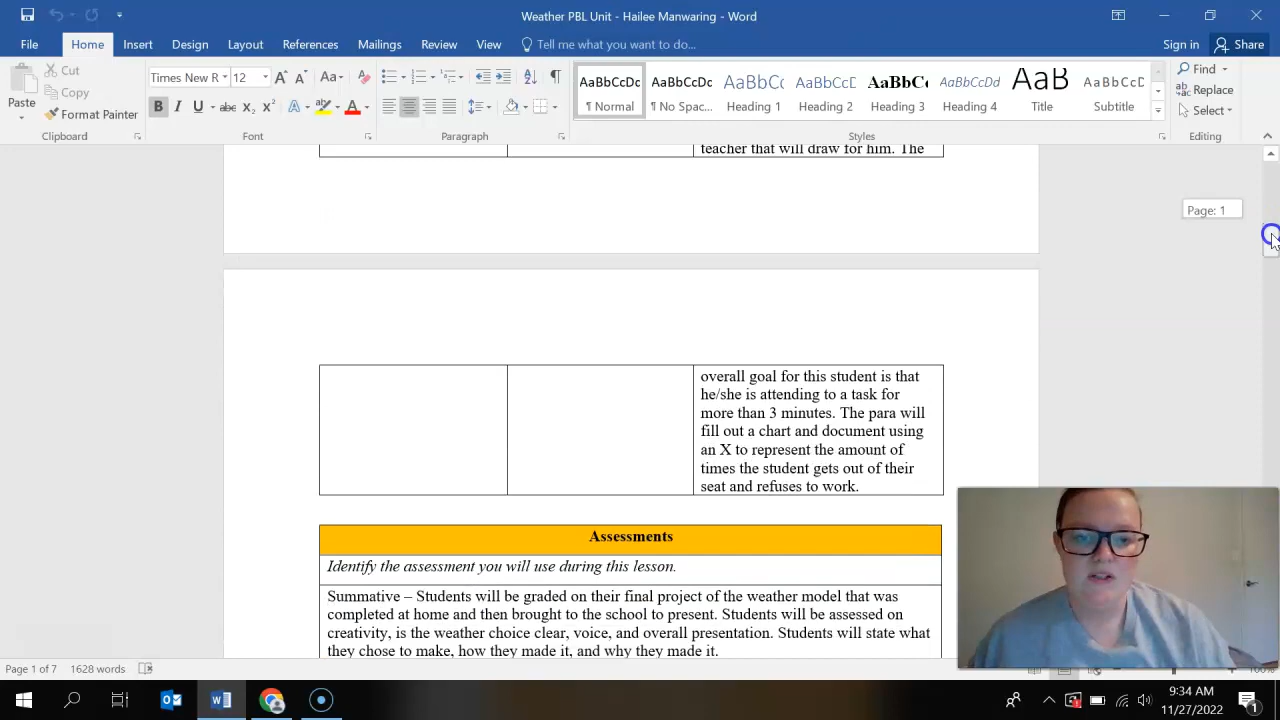 Weather PBL Unit - Hailee Manwaring - Word
File Home Insert Design Layout References Mailings Review View Tell me what you want to do... Sign in Share
Paste
Cut
Copy
Format Painter
Times New R 12 Aa
B I U abc x₂ x² A A
AaBbCcDc AaBbCcDc AaBbCc AaBbCcDd AaBbCc AaBbCcDd AaB AaBbCcD
¶ Normal ¶ No Spac... Heading 1 Heading 2 Heading 3 Heading 4 Title Subtitle
Find
Replace
Select
Clipboard Font Paragraph Styles Editing
teacher that will draw for him. The
Page: 1
overall goal for this student is that
he/she is attending to a task for
more than 3 minutes. The para will
fill out a chart and document using
an X to represent the amount of
times the student gets out of their
seat and refuses to work.
Assessments
Identify the assessment you will use during this lesson.
Summative – Students will be graded on their final project of the weather model that was
completed at home and then brought to the school to present. Students will be assessed on
creativity, is the weather choice clear, voice, and overall presentation. Students will state what
they chose to make, how they made it, and why they made it.
Page 1 of 7 1628 words
9:34 AM
11/27/2022
1